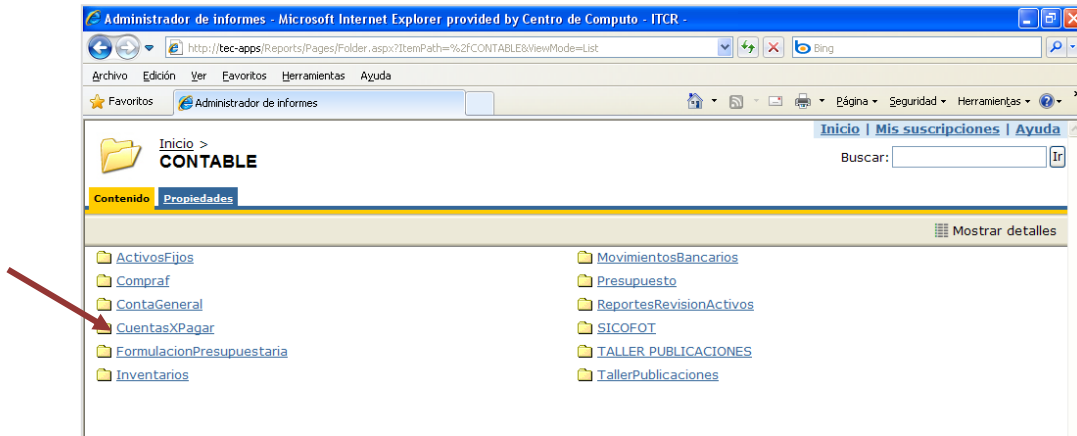 Administrador de informes - Microsoft Internet Explorer provided by Centro de Computo - ITCR -
http://tec-apps/Reports/Pages/Folder.aspx?ItemPath=%2fCONTABLE&ViewMode=List
Bing
Archivo Edición Ver Favoritos Herramientas Ayuda
Favoritos Administrador de informes Página Seguridad Herramientas
Inicio | Mis suscripciones | Ayuda
Inicio >
CONTABLE
Buscar: Ir
Contenido Propiedades
Mostrar detalles
ActivosFijos MovimientosBancarios
Compraf Presupuesto
ContaGeneral ReportesRevisionActivos
CuentasXPagar SICOFOT
FormulacionPresupuestaria TALLER PUBLICACIONES
Inventarios TallerPublicaciones